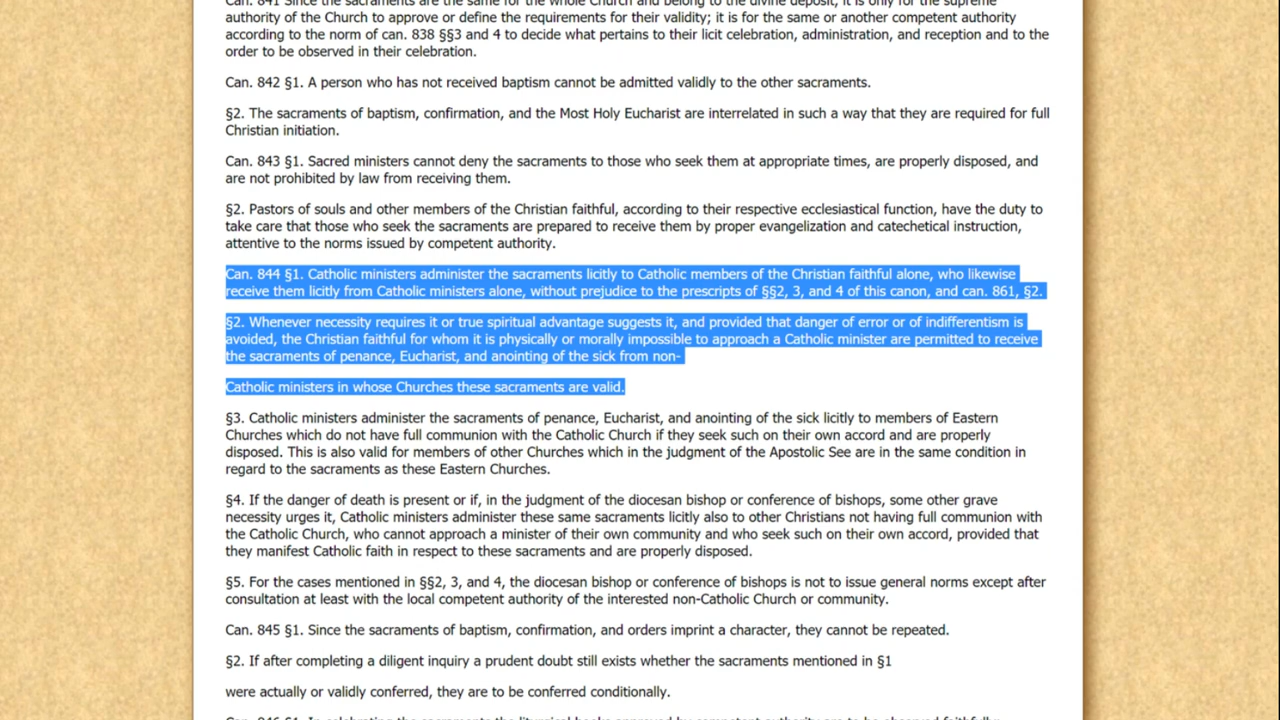 Can. 841 Since the sacraments are the same for the whole Church and belong to the divine deposit, it is only for the supreme
authority of the Church to approve or define the requirements for their validity; it is for the same or another competent authority
according to the norm of can. 838 §§3 and 4 to decide what pertains to their licit celebration, administration, and reception and to the
order to be observed in their celebration.
Can. 842 §1. A person who has not received baptism cannot be admitted validly to the other sacraments.
§2. The sacraments of baptism, confirmation, and the Most Holy Eucharist are interrelated in such a way that they are required for full
Christian initiation.
Can. 843 §1. Sacred ministers cannot deny the sacraments to those who seek them at appropriate times, are properly disposed, and
are not prohibited by law from receiving them.
§2. Pastors of souls and other members of the Christian faithful, according to their respective ecclesiastical function, have the duty to
take care that those who seek the sacraments are prepared to receive them by proper evangelization and catechetical instruction,
attentive to the norms issued by competent authority.
Can. 844 §1. Catholic ministers administer the sacraments licitly to Catholic members of the Christian faithful alone, who likewise
receive them licitly from Catholic ministers alone, without prejudice to the prescripts of §§2, 3, and 4 of this canon, and can. 861, §2.
§2. Whenever necessity requires it or true spiritual advantage suggests it, and provided that danger of error or of indifferentism is
avoided, the Christian faithful for whom it is physically or morally impossible to approach a Catholic minister are permitted to receive
the sacraments of penance, Eucharist, and anointing of the sick from non-
Catholic ministers in whose Churches these sacraments are valid.
§3. Catholic ministers administer the sacraments of penance, Eucharist, and anointing of the sick licitly to members of Eastern
Churches which do not have full communion with the Catholic Church if they seek such on their own accord and are properly
disposed. This is also valid for members of other Churches which in the judgment of the Apostolic See are in the same condition in
regard to the sacraments as these Eastern Churches.
§4. If the danger of death is present or if, in the judgment of the diocesan bishop or conference of bishops, some other grave
necessity urges it, Catholic ministers administer these same sacraments licitly also to other Christians not having full communion with
the Catholic Church, who cannot approach a minister of their own community and who seek such on their own accord, provided that
they manifest Catholic faith in respect to these sacraments and are properly disposed.
§5. For the cases mentioned in §§2, 3, and 4, the diocesan bishop or conference of bishops is not to issue general norms except after
consultation at least with the local competent authority of the interested non-Catholic Church or community.
Can. 845 §1. Since the sacraments of baptism, confirmation, and orders imprint a character, they cannot be repeated.
§2. If after completing a diligent inquiry a prudent doubt still exists whether the sacraments mentioned in §1
were actually or validly conferred, they are to be conferred conditionally.